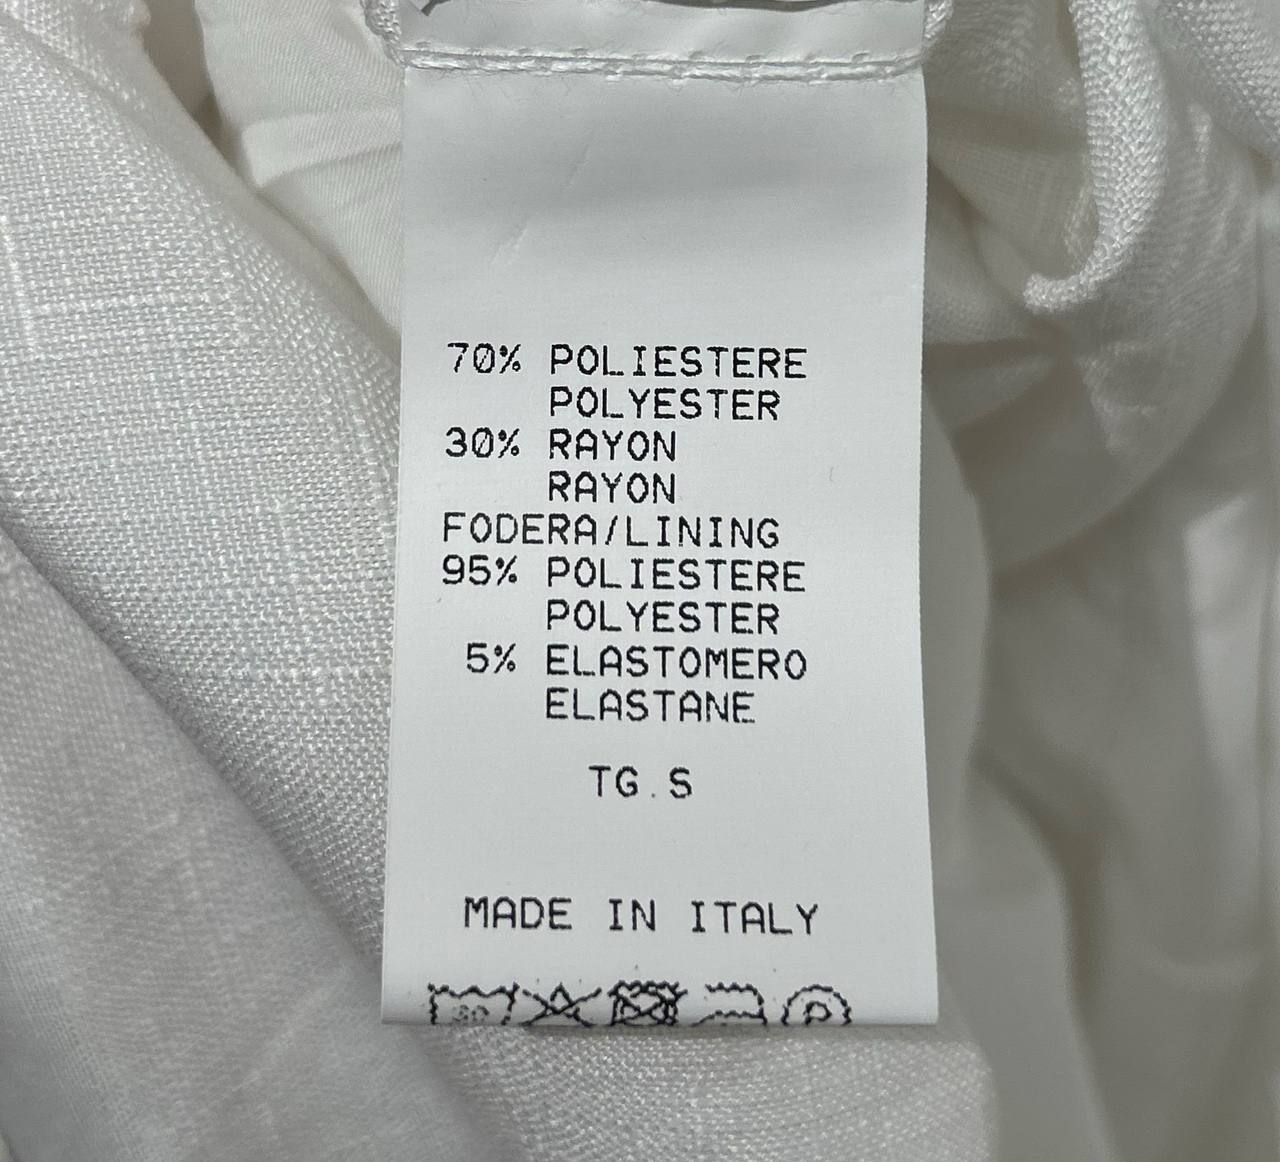 70% POLIESTERE
POLYESTER
30% RAYON
RAYON
FODERA/LINING
95% POLIESTERE
POLYESTER
5% ELASTOMERO
ELASTANE
TG.S
MADE IN ITALY
P